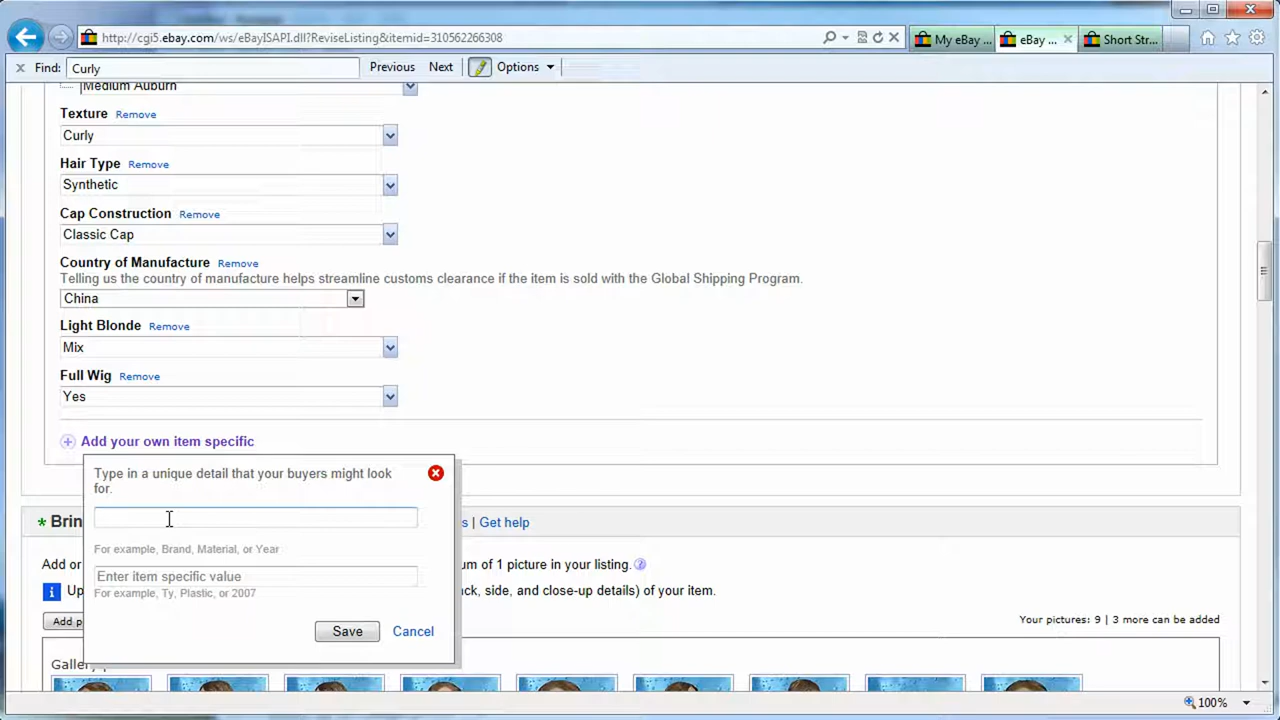 http://cgi5.ebay.com/ws/eBayISAPI.dll?ReviseListing&itemid=310562266308
My eBay ...
eBay ...
Short Str...
Find:
Curly
Previous
Next
Options
Medium Auburn
Texture Remove
Curly
Hair Type Remove
Synthetic
Cap Construction Remove
Classic Cap
Country of Manufacture Remove
Telling us the country of manufacture helps streamline customs clearance if the item is sold with the Global Shipping Program.
China
Light Blonde Remove
Mix
Full Wig Remove
Yes
Add your own item specific
Type in a unique detail that your buyers might look
for.
For example, Brand, Material, or Year
Enter item specific value
For example, Ty, Plastic, or 2007
Save
Cancel
* Brin
s | Get help
Add or
um of 1 picture in your listing.
Up
ck, side, and close-up details) of your item.
Add p
Your pictures: 9 | 3 more can be added
Gallery
100%